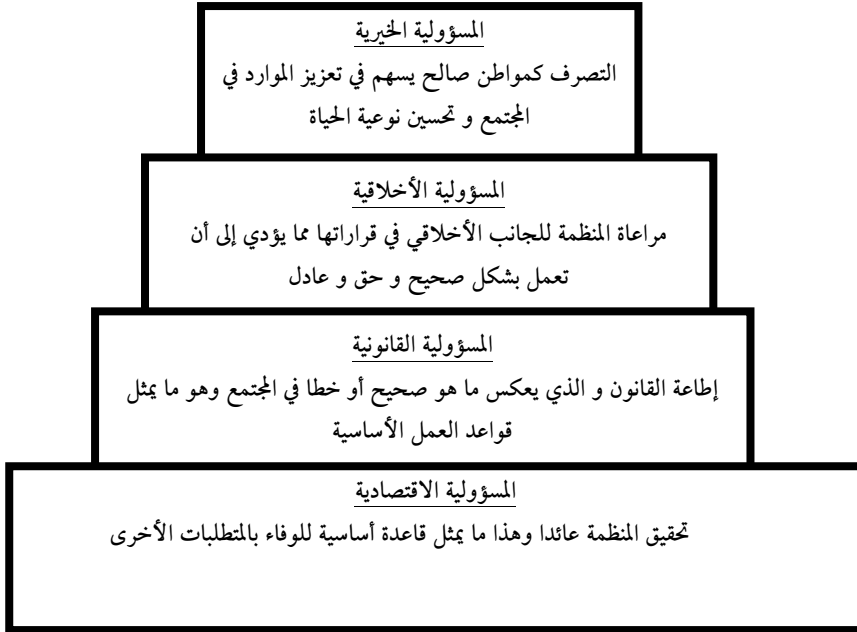 المسؤولية الخيرية
التصرف كمواطن صالح يسهم في تعزيز الموارد في
المجتمع و تحسين نوعية الحياة
المسؤولية الأخلاقية
مراعاة المنظمة للجانب الأخلاقي في قراراتها مما يؤدي إلى أن
تعمل بشكل صحيح و حق و عادل
المسؤولية القانونية
إطاعة القانون و الذي يعكس ما هو صحيح أو خطا في المجتمع وهو ما يمثل
قواعد العمل الأساسية
المسؤولية الاقتصادية
تحقيق المنظمة عائدا وهذا ما يمثل قاعدة أساسية للوفاء بالمتطلبات الأخرى